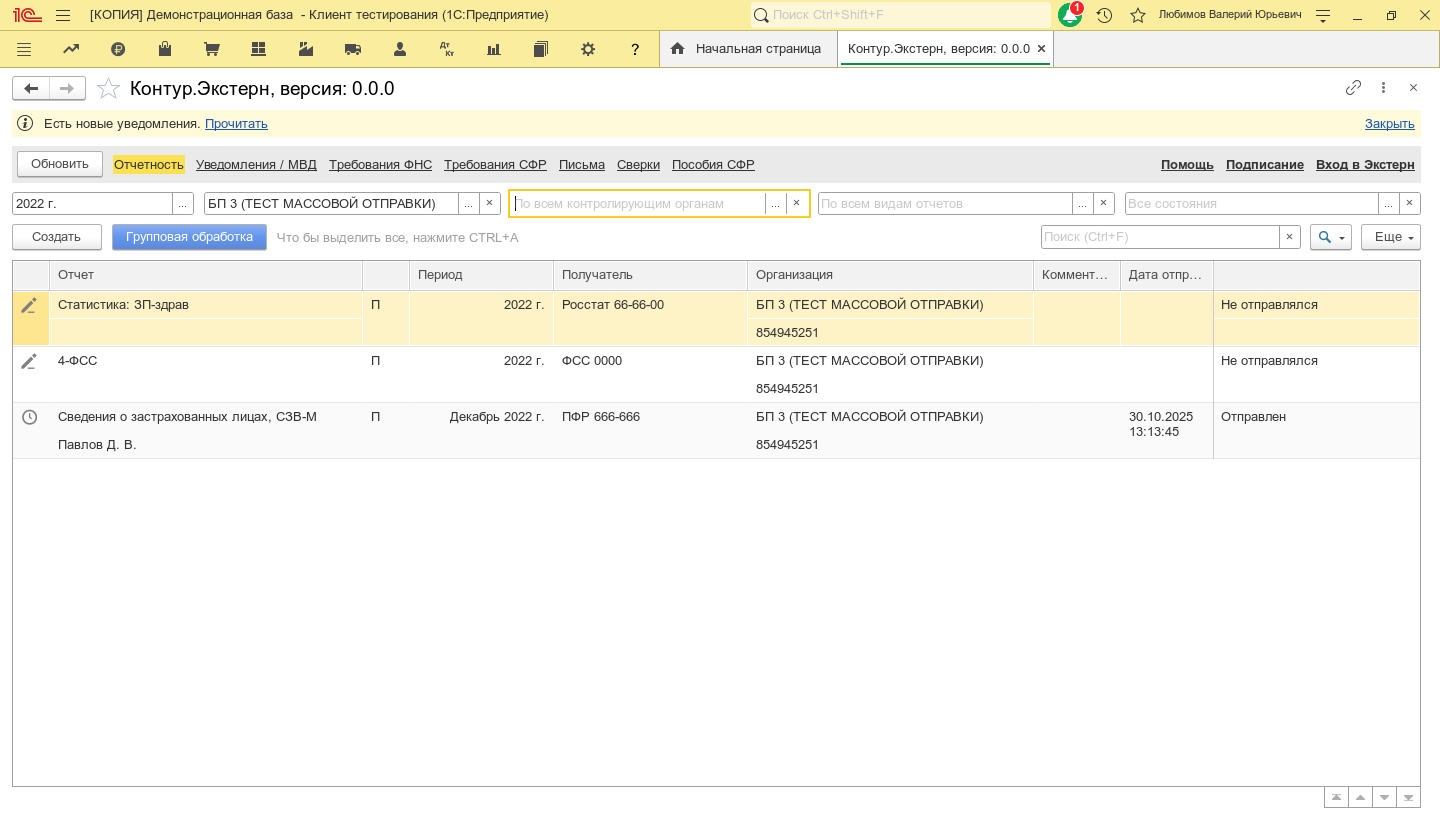 [КОПИЯ] Демонстрационная база - Клиент тестирования (1С:Предприятие)
Поиск Ctrl+Shift+F
1
Любимов Валерий Юрьевич
Дт Кт
?
Начальная страница
Контур.Экстерн, версия: 0.0.0 ×
Контур.Экстерн, версия: 0.0.0
Есть новые уведомления. Прочитать
Закрыть
Обновить
Отчетность
Уведомления / МВД
Требования ФНС
Требования СФР
Письма
Сверки
Пособия СФР
Помощь
Подписание
Вход в Экстерн
2022 г. ...
БП 3 (ТЕСТ МАССОВОЙ ОТПРАВКИ) ... ×
По всем контролирующим органам ... ×
По всем видам отчетов ... ×
Все состояния ... ×
Создать
Групповая обработка
Что бы выделить все, нажмите CTRL+A
Поиск (Ctrl+F) ×
Еще
Отчет
Период
Получатель
Организация
Коммент...
Дата отпр...
Статистика: ЗП-здрав
П
2022 г.
Росстат 66-66-00
БП 3 (ТЕСТ МАССОВОЙ ОТПРАВКИ)
Не отправлялся
854945251
4-ФСС
П
2022 г.
ФСС 0000
БП 3 (ТЕСТ МАССОВОЙ ОТПРАВКИ)
Не отправлялся
854945251
Сведения о застрахованных лицах, СЗВ-М
П
Декабрь 2022 г.
ПФР 666-666
БП 3 (ТЕСТ МАССОВОЙ ОТПРАВКИ)
30.10.2025
13:13:45
Отправлен
Павлов Д. В.
854945251